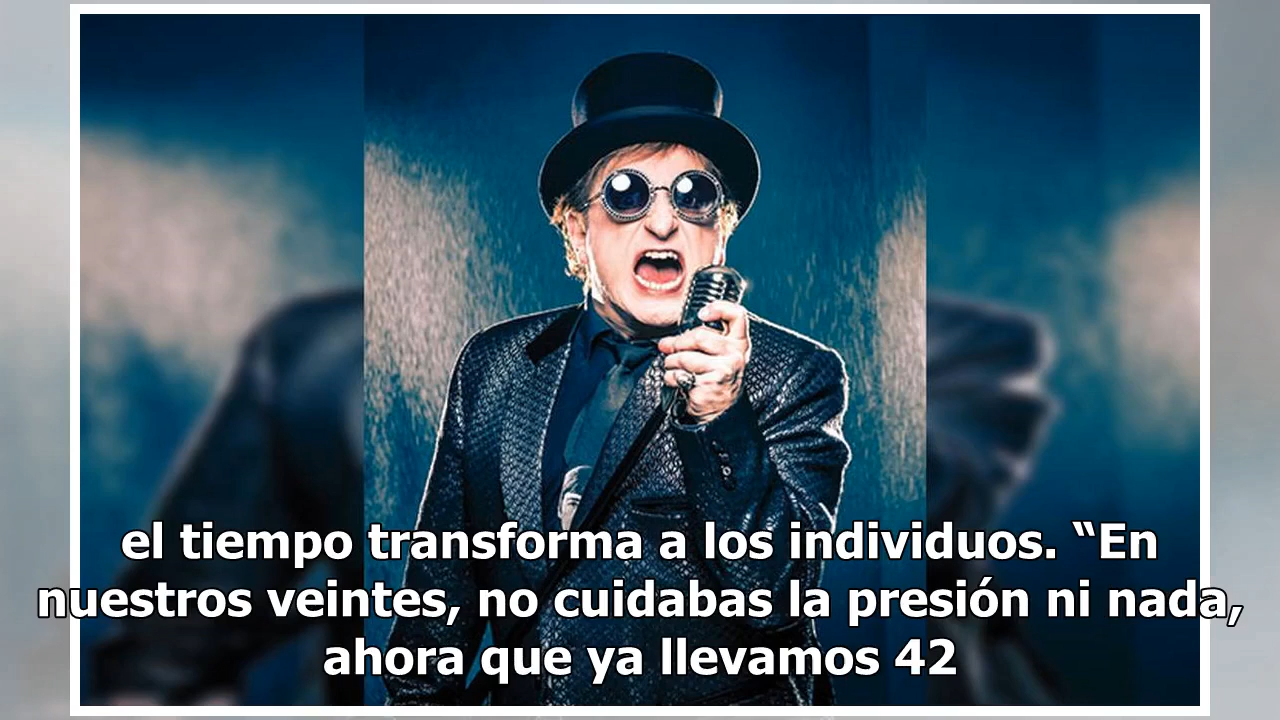 el tiempo transforma a los individuos. “En
nuestros veintes, no cuidabas la presión ni nada,
ahora que ya llevamos 42